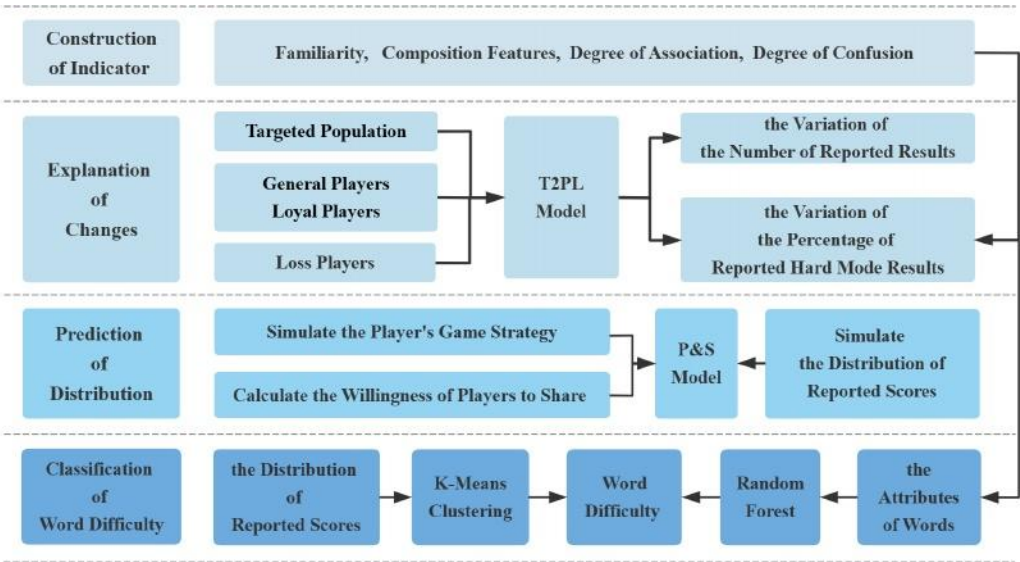 Construction
of Indicator
Familiarity, Composition Features, Degree of Association, Degree of Confusion
Explanation
of
Changes
Targeted Population
General Players
Loyal Players
Loss Players
T2PL
Model
the Variation of
the Number of Reported Results
the Variation of
the Percentage of
Reported Hard Mode Results
Prediction
of
Distribution
Simulate the Player's Game Strategy
Calculate the Willingness of Players to Share
P&S
Model
Simulate
the Distribution of
Reported Scores
Classification
of
Word Difficulty
the Distribution
of
Reported Scores
K-Means
Clustering
Word
Difficulty
Random
Forest
the
Attributes
of Words